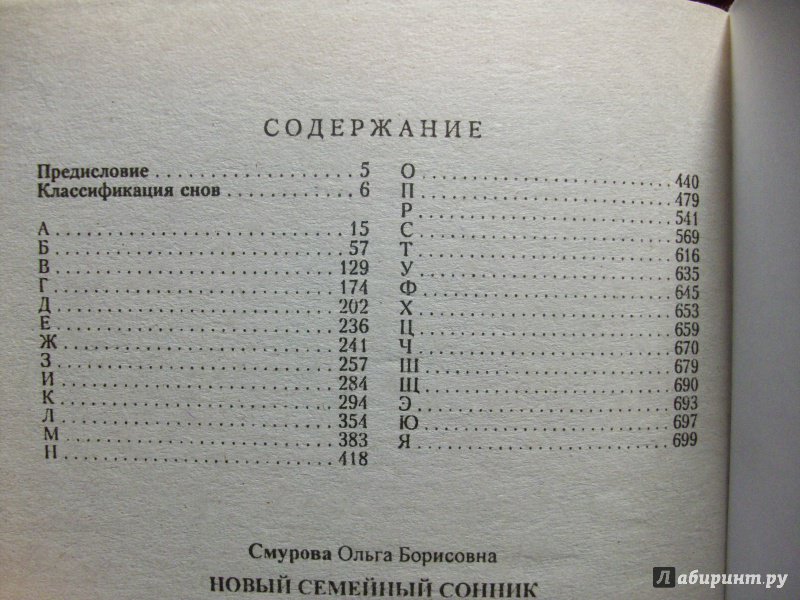 СОДЕРЖАНИЕ
Предисловие . . . . . . . . . . . . . . . . . . 5
Классификация снов . . . . . . . . . . . . 6
А . . . . . . . . . . . . . . . . . . 15
Б . . . . . . . . . . . . . . . . . . 57
В . . . . . . . . . . . . . . . . . . 129
Г . . . . . . . . . . . . . . . . . . 174
Д . . . . . . . . . . . . . . . . . . 202
Е . . . . . . . . . . . . . . . . . . 236
Ж . . . . . . . . . . . . . . . . . . 241
З . . . . . . . . . . . . . . . . . . 257
И . . . . . . . . . . . . . . . . . . 284
К . . . . . . . . . . . . . . . . . . 294
Л . . . . . . . . . . . . . . . . . . 354
М . . . . . . . . . . . . . . . . . . 383
Н . . . . . . . . . . . . . . . . . . 418
О . . . . . . . . . . . . . . . . . . 440
П . . . . . . . . . . . . . . . . . . 479
Р . . . . . . . . . . . . . . . . . . 541
С . . . . . . . . . . . . . . . . . . 569
Т . . . . . . . . . . . . . . . . . . 616
У . . . . . . . . . . . . . . . . . . 635
Ф . . . . . . . . . . . . . . . . . . 645
Х . . . . . . . . . . . . . . . . . . 653
Ц . . . . . . . . . . . . . . . . . . 659
Ч . . . . . . . . . . . . . . . . . . 670
Ш . . . . . . . . . . . . . . . . . . 679
Щ . . . . . . . . . . . . . . . . . . 690
Э . . . . . . . . . . . . . . . . . . 693
Ю . . . . . . . . . . . . . . . . . . 697
Я . . . . . . . . . . . . . . . . . . 699
Смурова Ольга Борисовна
НОВЫЙ СЕМЕЙНЫЙ СОННИК
Лабиринт.ру